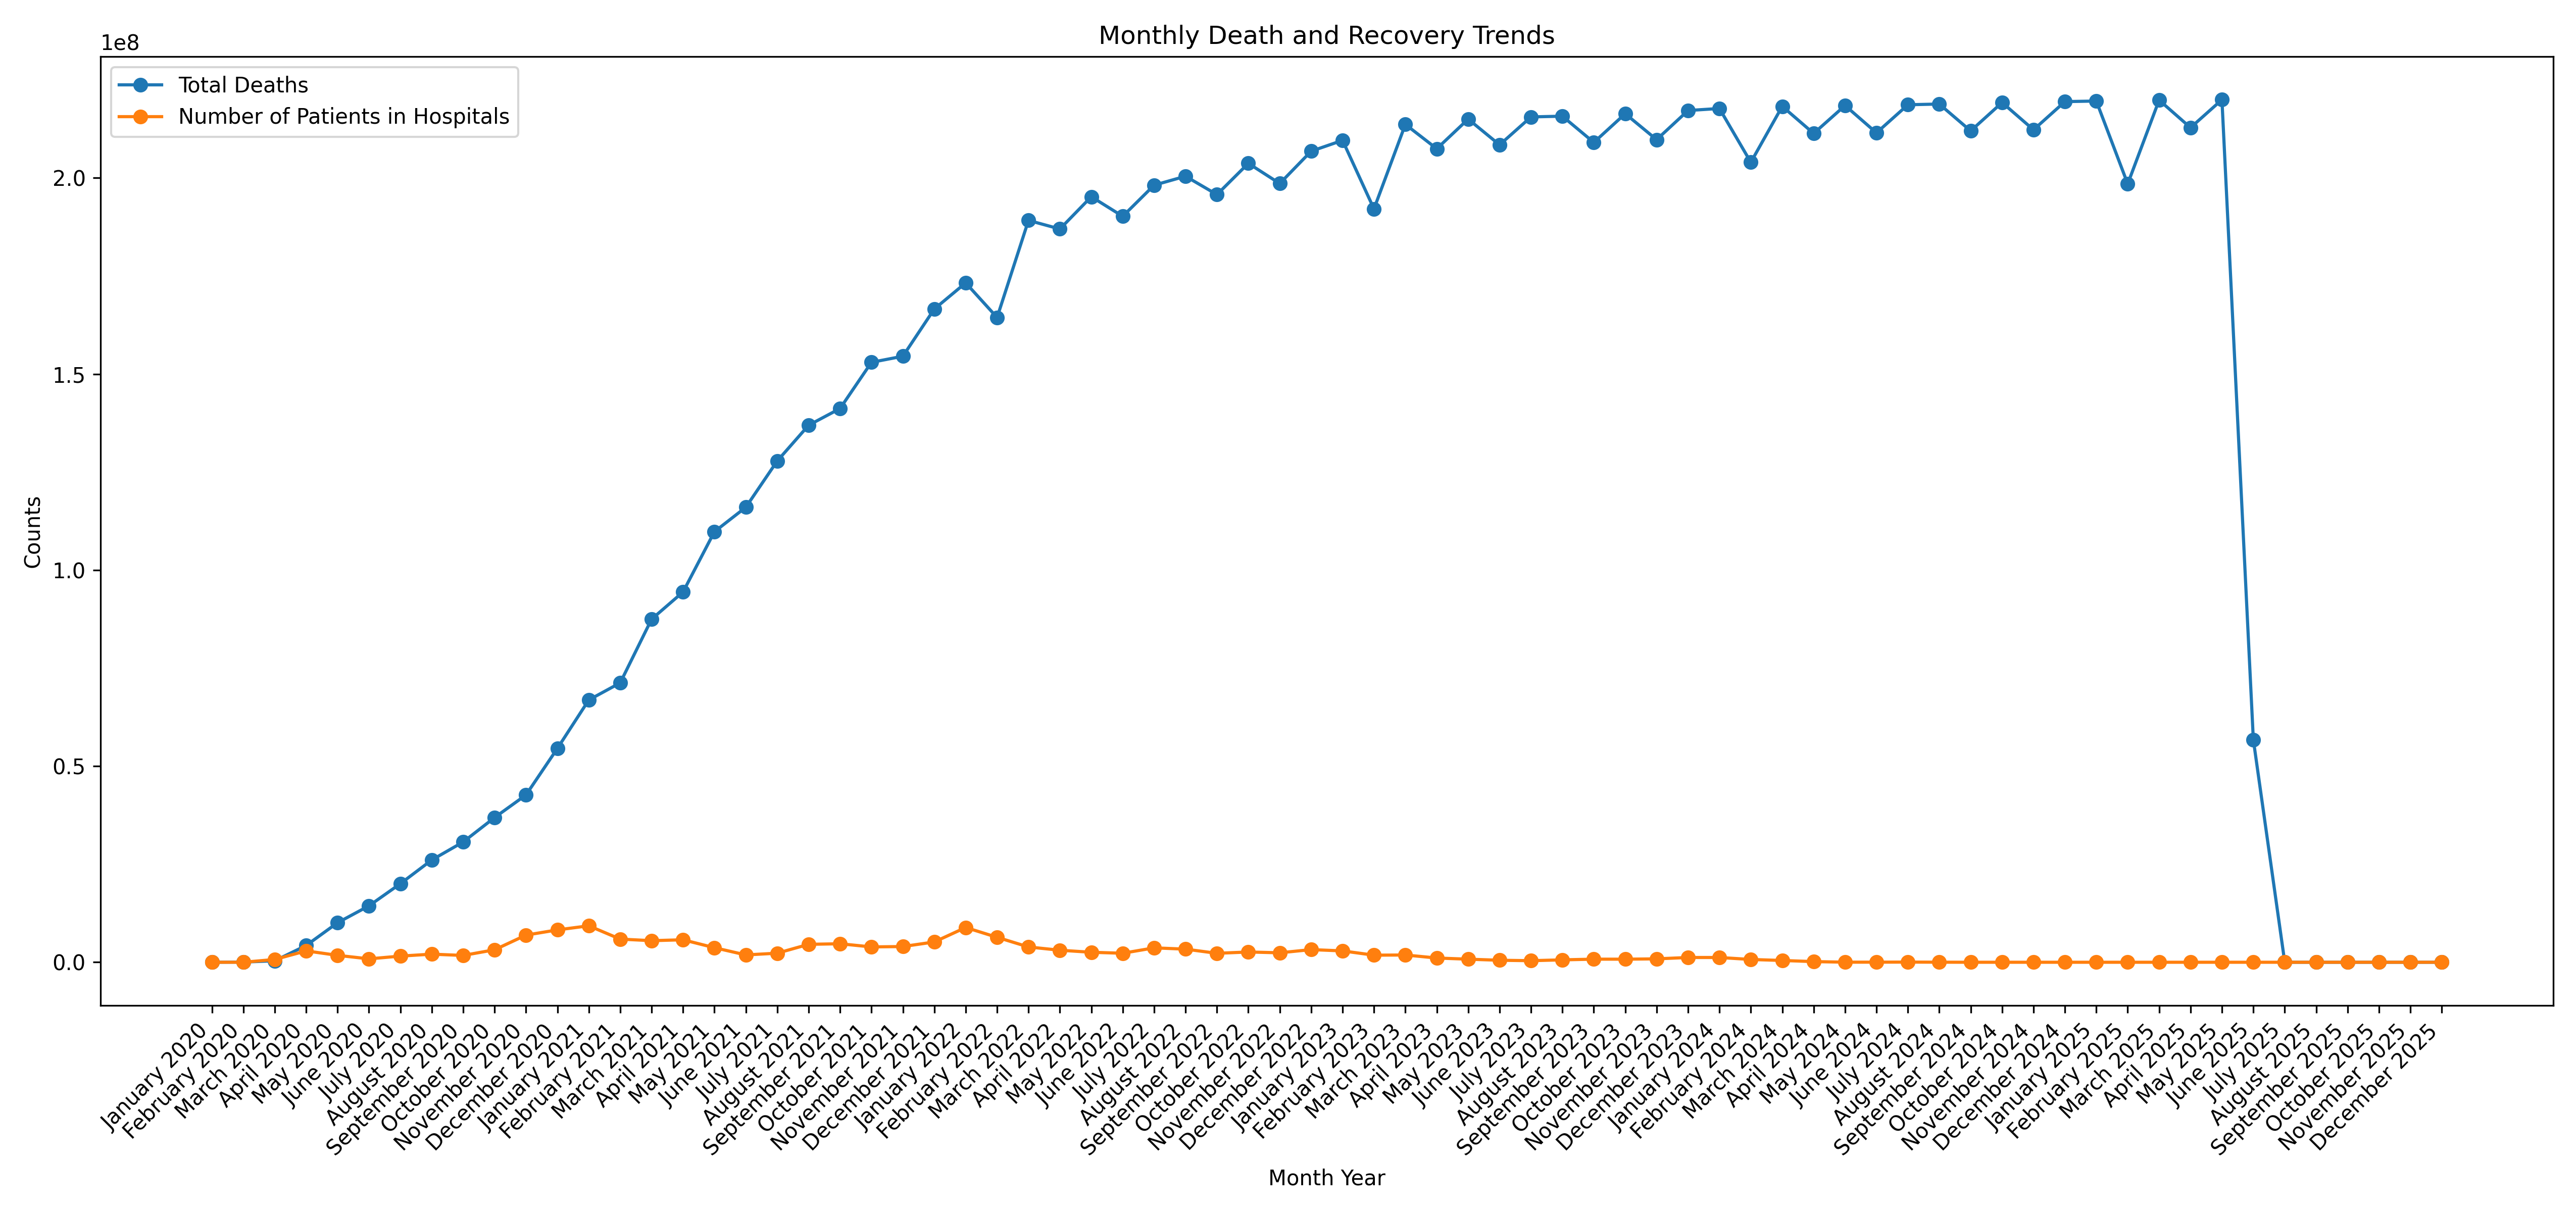 Monthly Death and Recovery Trends
1e8
Total Deaths
Number of Patients in Hospitals
2.0
1.5
1.0
0.5
0.0
Counts
January 2020
February 2020
March 2020
April 2020
May 2020
June 2020
July 2020
August 2020
September 2020
October 2020
November 2020
December 2020
January 2021
February 2021
March 2021
April 2021
May 2021
June 2021
July 2021
August 2021
September 2021
October 2021
November 2021
December 2021
January 2022
February 2022
March 2022
April 2022
May 2022
June 2022
July 2022
August 2022
September 2022
October 2022
November 2022
December 2022
January 2023
February 2023
March 2023
April 2023
May 2023
June 2023
July 2023
August 2023
September 2023
October 2023
November 2023
December 2023
January 2024
February 2024
March 2024
April 2024
May 2024
June 2024
July 2024
August 2024
September 2024
October 2024
November 2024
December 2024
January 2025
February 2025
March 2025
April 2025
May 2025
June 2025
July 2025
August 2025
September 2025
October 2025
November 2025
December 2025
Month Year